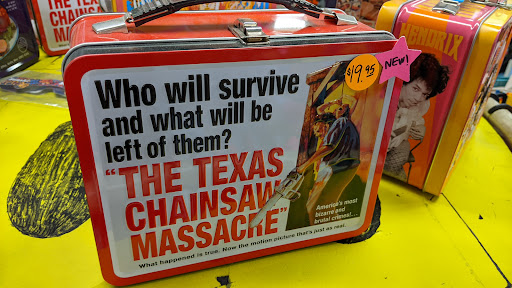 Who will survive
and what will be
left of them?
"THE TEXAS
CHAINSAW
MASSACRE"
What happened is true. Now the motion picture that's just as real.
America's most
bizarre and
brutal crimes!...
$19.95
NEW!
HENDRIX
THE TEXAS
CHAINSAW
MASSACRE